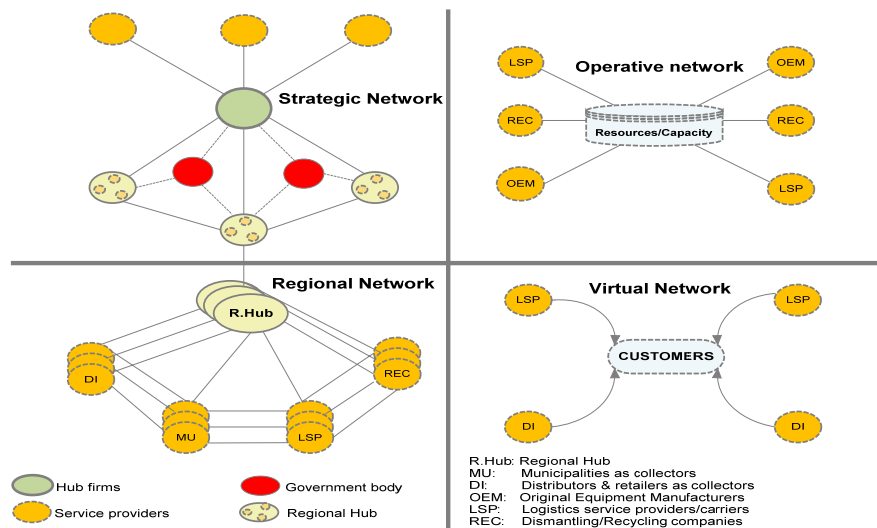 Strategic Network
Operative network
LSP
OEM
REC
Resources/Capacity
REC
OEM
LSP
Regional Network
R.Hub
DI
REC
MU
LSP
Virtual Network
LSP
LSP
CUSTOMERS
DI
DI
Hub firms
Government body
Service providers
Regional Hub
R.Hub: Regional Hub
MU: Municipalities as collectors
DI: Distributors & retailers as collectors
OEM: Original Equipment Manufacturers
LSP: Logistics service providers/carriers
REC: Dismantling/Recycling companies